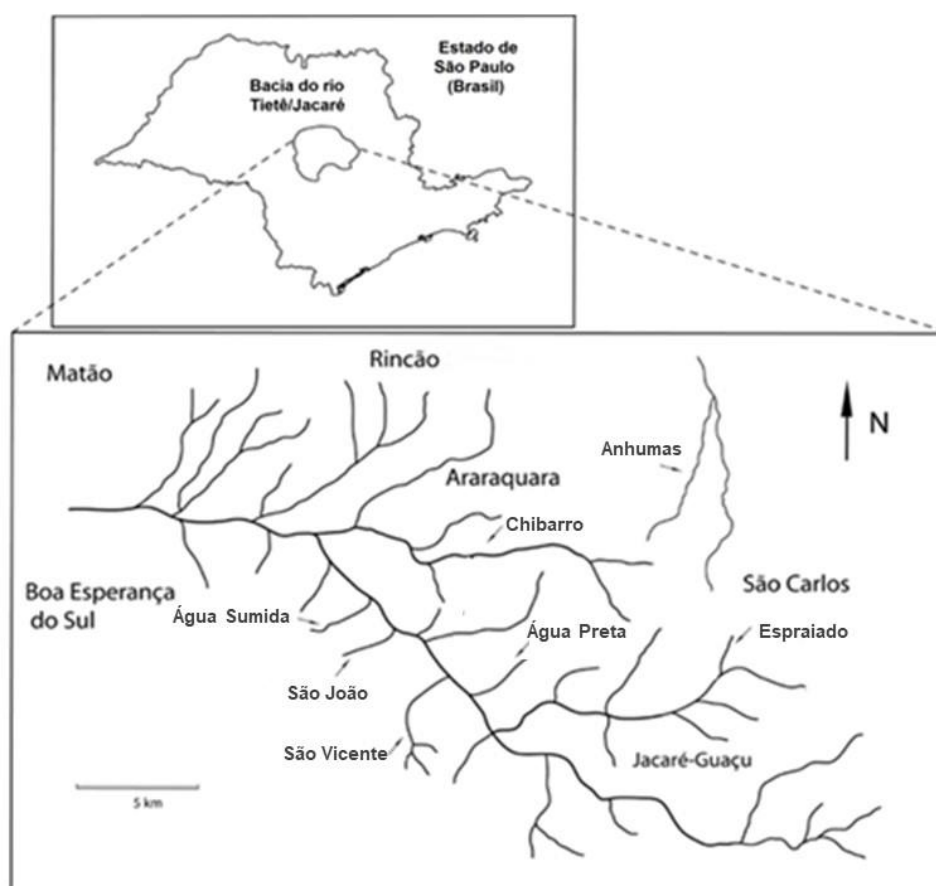 Estado de
São Paulo
(Brasil)
Bacia do rio
Tietê/Jacaré
Matão
Rincão
N
Anhumas
Araraquara
Chibarro
São Carlos
Boa Esperança
do Sul
Água Sumida
Água Preta
Espraiado
São João
São Vicente
Jacaré-Guaçu
5 km